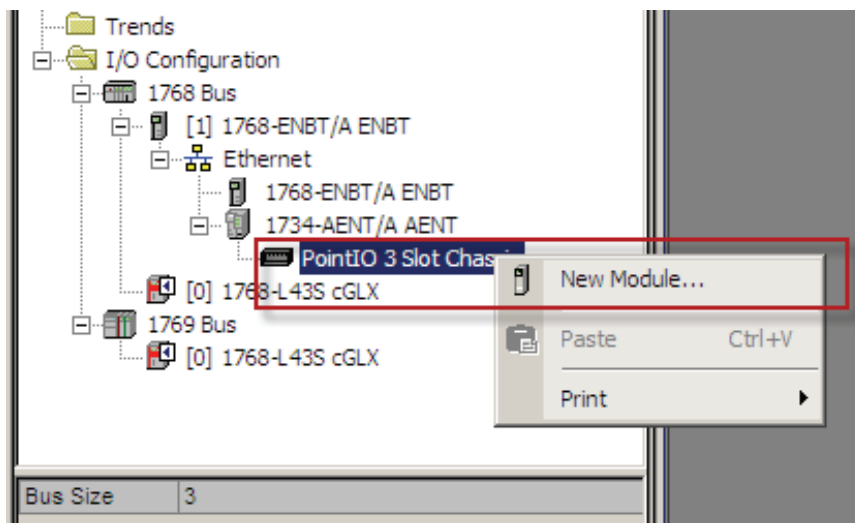 Trends
I/O Configuration
1768 Bus
[1] 1768-ENBT/A ENBT
Ethernet
1768-ENBT/A ENBT
1734-AENT/A AENT
PointIO 3 Slot
[0] 1768-L43S cGLX
1769 Bus
[0] 1768-L43S cGLX
New Module...
Paste Ctrl+V
Print
Bus Size 3